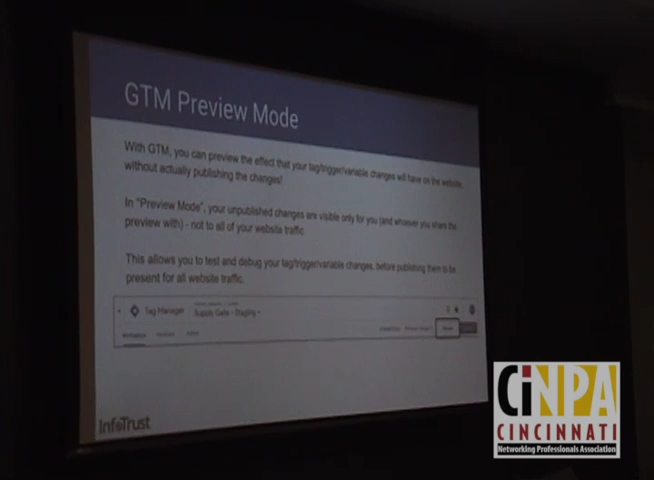 GTM Preview Mode
With GTM, you can preview the effect that your tag/trigger/variable changes will have on the website,
without actually publishing the changes!
In "Preview Mode", your unpublished changes are visible only for you (and whoever you share the
preview with) - not to all of your website traffic
This allows you to test and debug your tag/trigger/variable changes, before publishing them to be
present for all website traffic.
Tag Manager
Supply Gate - Staging
InfoTrust
CiNPA
CINCINNATI
Networking Professionals Association